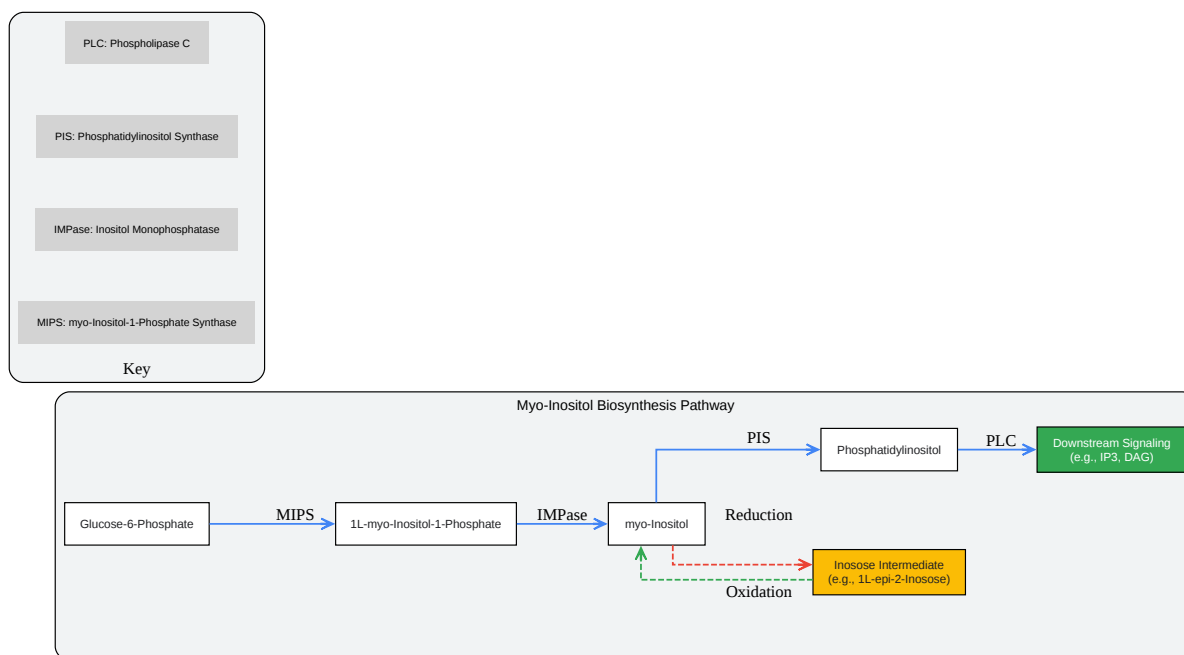 PLC: Phospholipase C
PIS: Phosphatidylinositol Synthase
IMPase: Inositol Monophosphatase
MIPS: myo-Inositol-1-Phosphate Synthase
Key
Myo-Inositol Biosynthesis Pathway
PIS
Phosphatidylinositol
PLC
Downstream Signaling
(e.g., IP3, DAG)
Glucose-6-Phosphate
MIPS
1L-myo-Inositol-1-Phosphate
IMPase
myo-Inositol
Reduction
Inosose Intermediate
(e.g., 1L-epi-2-Inosose)
Oxidation